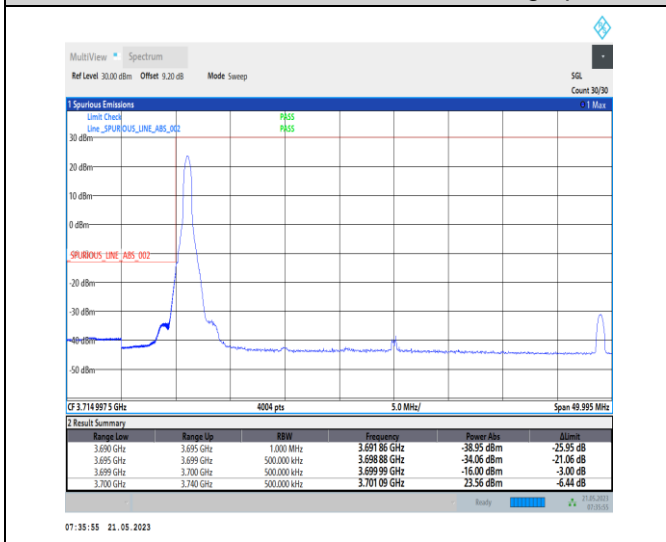 MultiView Spectrum
Ref Level 30.00 dBm Offset 9.20 dB Mode Sweep SGL
Count 30/30
1 Spurious Emissions 1 Max
Limit Check PASS
Line _SPURIOUS_LINE_ABS_002 PASS
30 dBm
20 dBm
10 dBm
0 dBm
_SPURIOUS_LINE_ABS_002
-20 dBm
-30 dBm
-40 dBm
-50 dBm
CF 3.714 997 5 GHz 4004 pts 5.0 MHz/ Span 49.995 MHz
2 Result Summary
Range Low Range Up RBW Frequency Power Abs ΔLimit
3.690 GHz 3.695 GHz 1.000 MHz 3.691 86 GHz -38.95 dBm -25.95 dB
3.695 GHz 3.699 GHz 500.000 kHz 3.698 88 GHz -34.06 dBm -21.06 dB
3.699 GHz 3.700 GHz 500.000 kHz 3.699 99 GHz -16.00 dBm -3.00 dB
3.700 GHz 3.740 GHz 500.000 kHz 3.701 09 GHz 23.56 dBm -6.44 dB
Ready 21.05.2023
07:35:55
07:35:55 21.05.2023